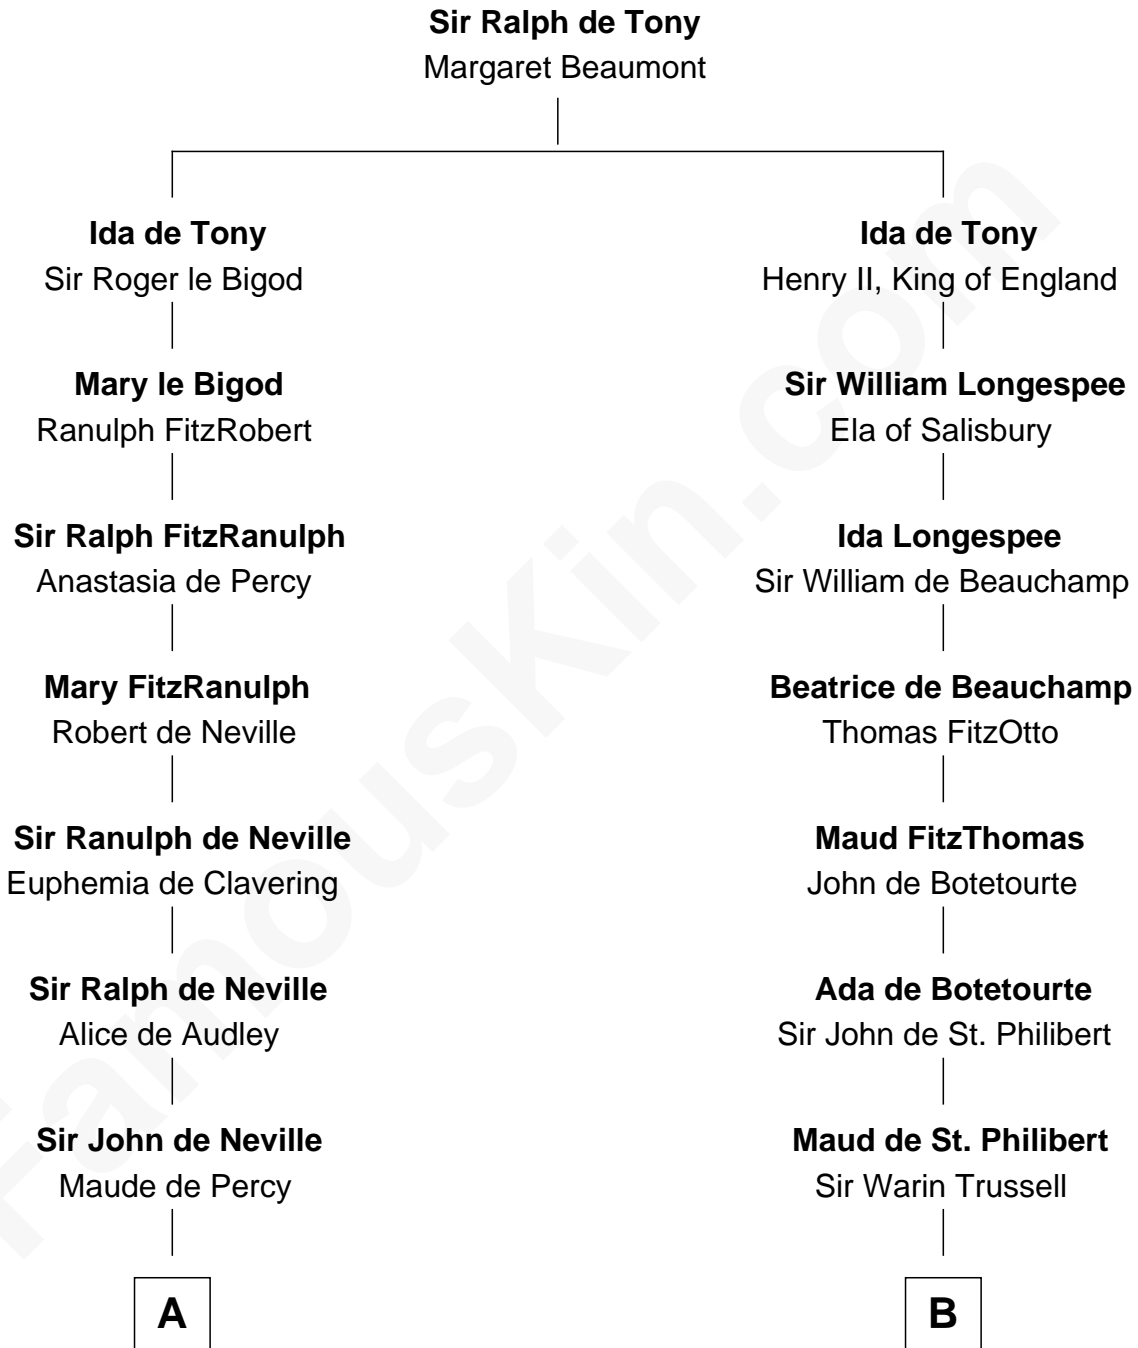 Sir Ralph de Tony
Margaret Beaumont
Ida de Tony
Sir Roger le Bigod
Mary le Bigod
Ranulph FitzRobert
Sir Ralph FitzRanulph
Anastasia de Percy
Mary FitzRanulph
Robert de Neville
Sir Ranulph de Neville
Euphemia de Clavering
Sir Ralph de Neville
Alice de Audley
Sir John de Neville
Maude de Percy
A
Ida de Tony
Henry II, King of England
Sir William Longespee
Ela of Salisbury
Ida Longespee
Sir William de Beauchamp
Beatrice de Beauchamp
Thomas FitzOtto
Maud FitzThomas
John de Botetourte
Ada de Botetourte
Sir John de St. Philibert
Maud de St. Philibert
Sir Warin Trussell
B
FamousKin.com